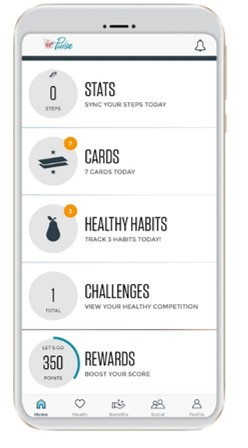 Pulse
0
STEPS
STATS
SYNC YOUR STEPS TODAY
7
CARDS
7 CARDS TODAY
3
HEALTHY HABITS
TRACK 3 HABITS TODAY!
1
TOTAL
CHALLENGES
VIEW YOUR HEALTHY COMPETITION
LET'S GO
350
POINTS
REWARDS
BOOST YOUR SCORE
Home
Health
Benefits
Social
Profile